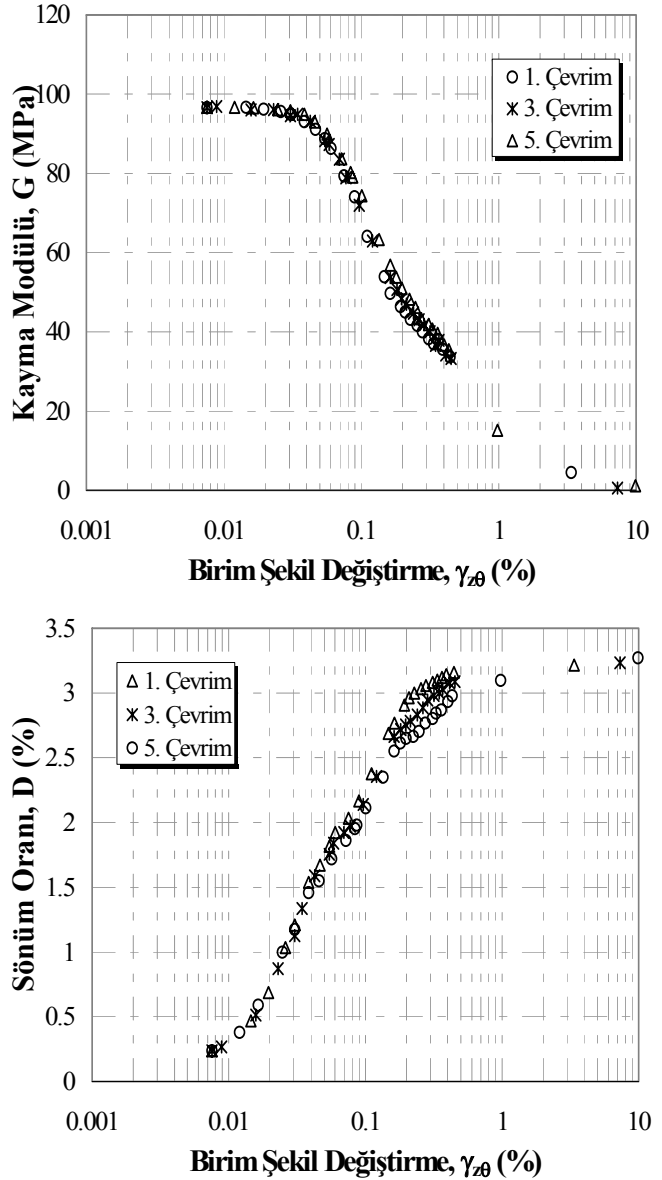 120
100
80
60
40
20
0
Kayma Modülü, G (MPa)
1. Çevrim
3. Çevrim
5. Çevrim
0.001 0.01 0.1 1 10
Birim Şekil Değiştirme, γzθ (%)
3.5
3
2.5
2
1.5
1
0.5
0
Sönüm Oranı, D (%)
1. Çevrim
3. Çevrim
5. Çevrim
0.001 0.01 0.1 1 10
Birim Şekil Değiştirme, γzθ (%)